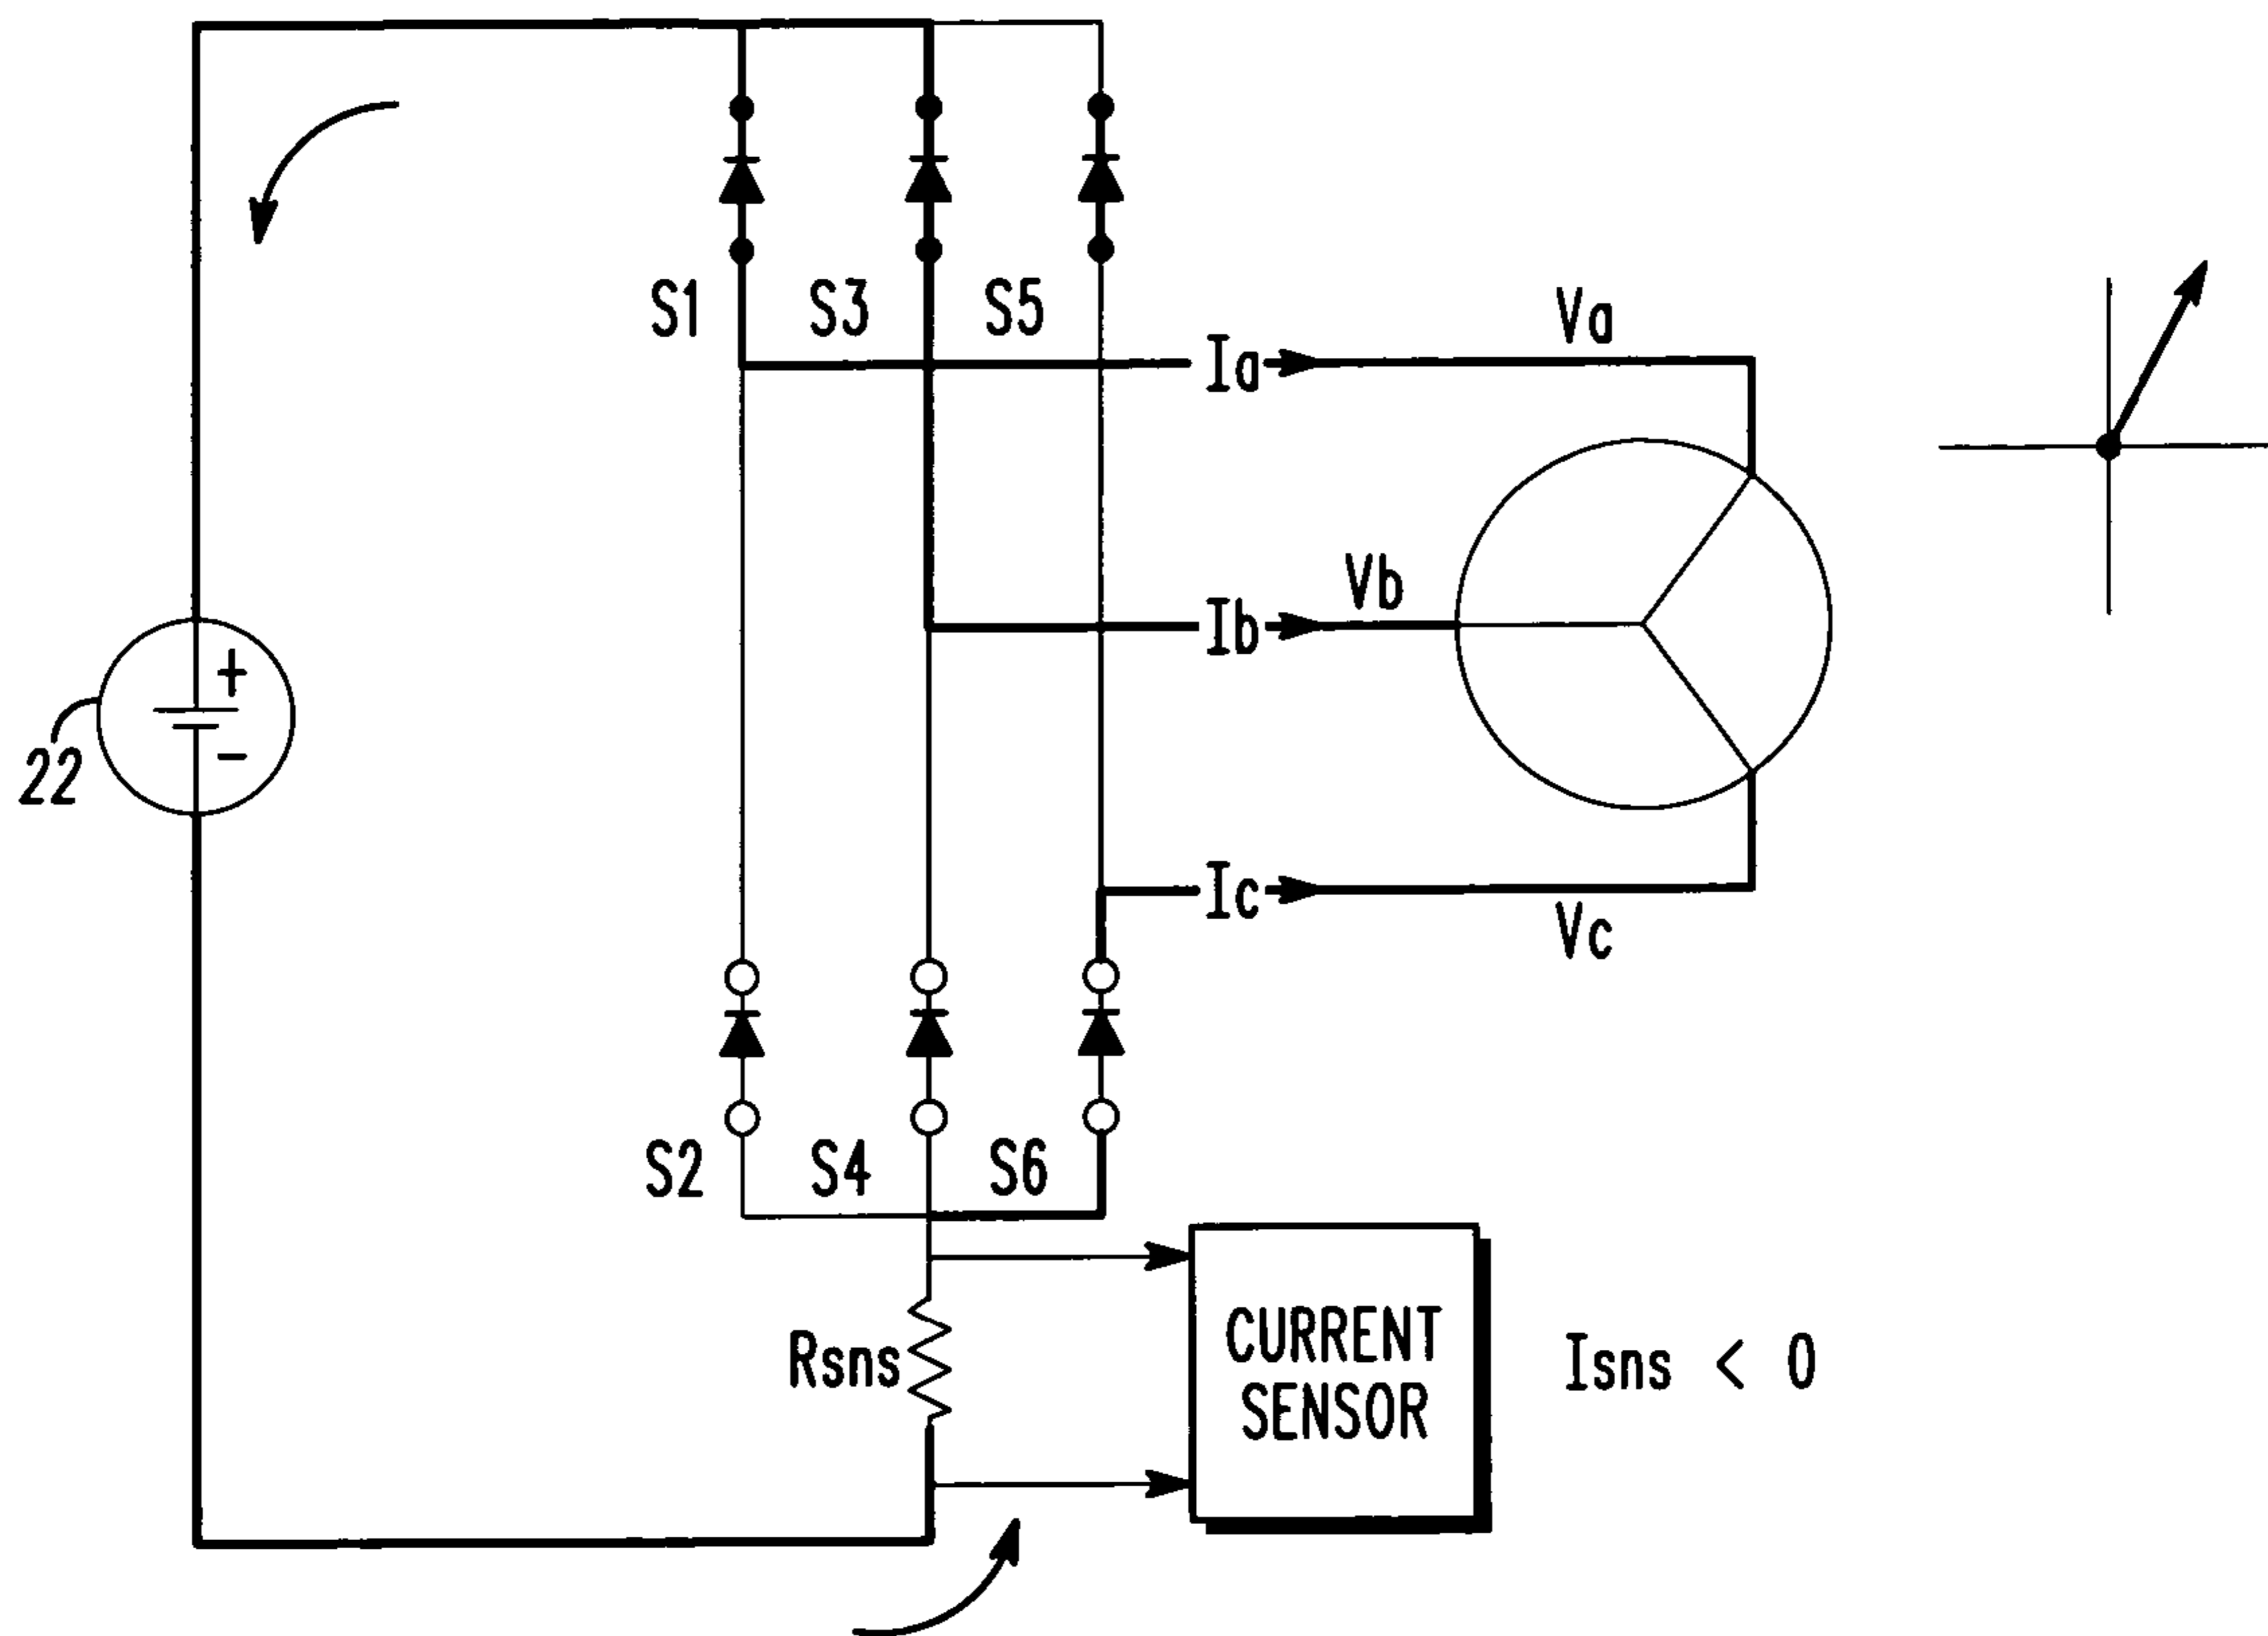 S1 S3 S5
Va
Ia
Vb
Ib
+
-
22
Ic
Vc
S2 S4 S6
Rsns
CURRENT
SENSOR
Isns < 0